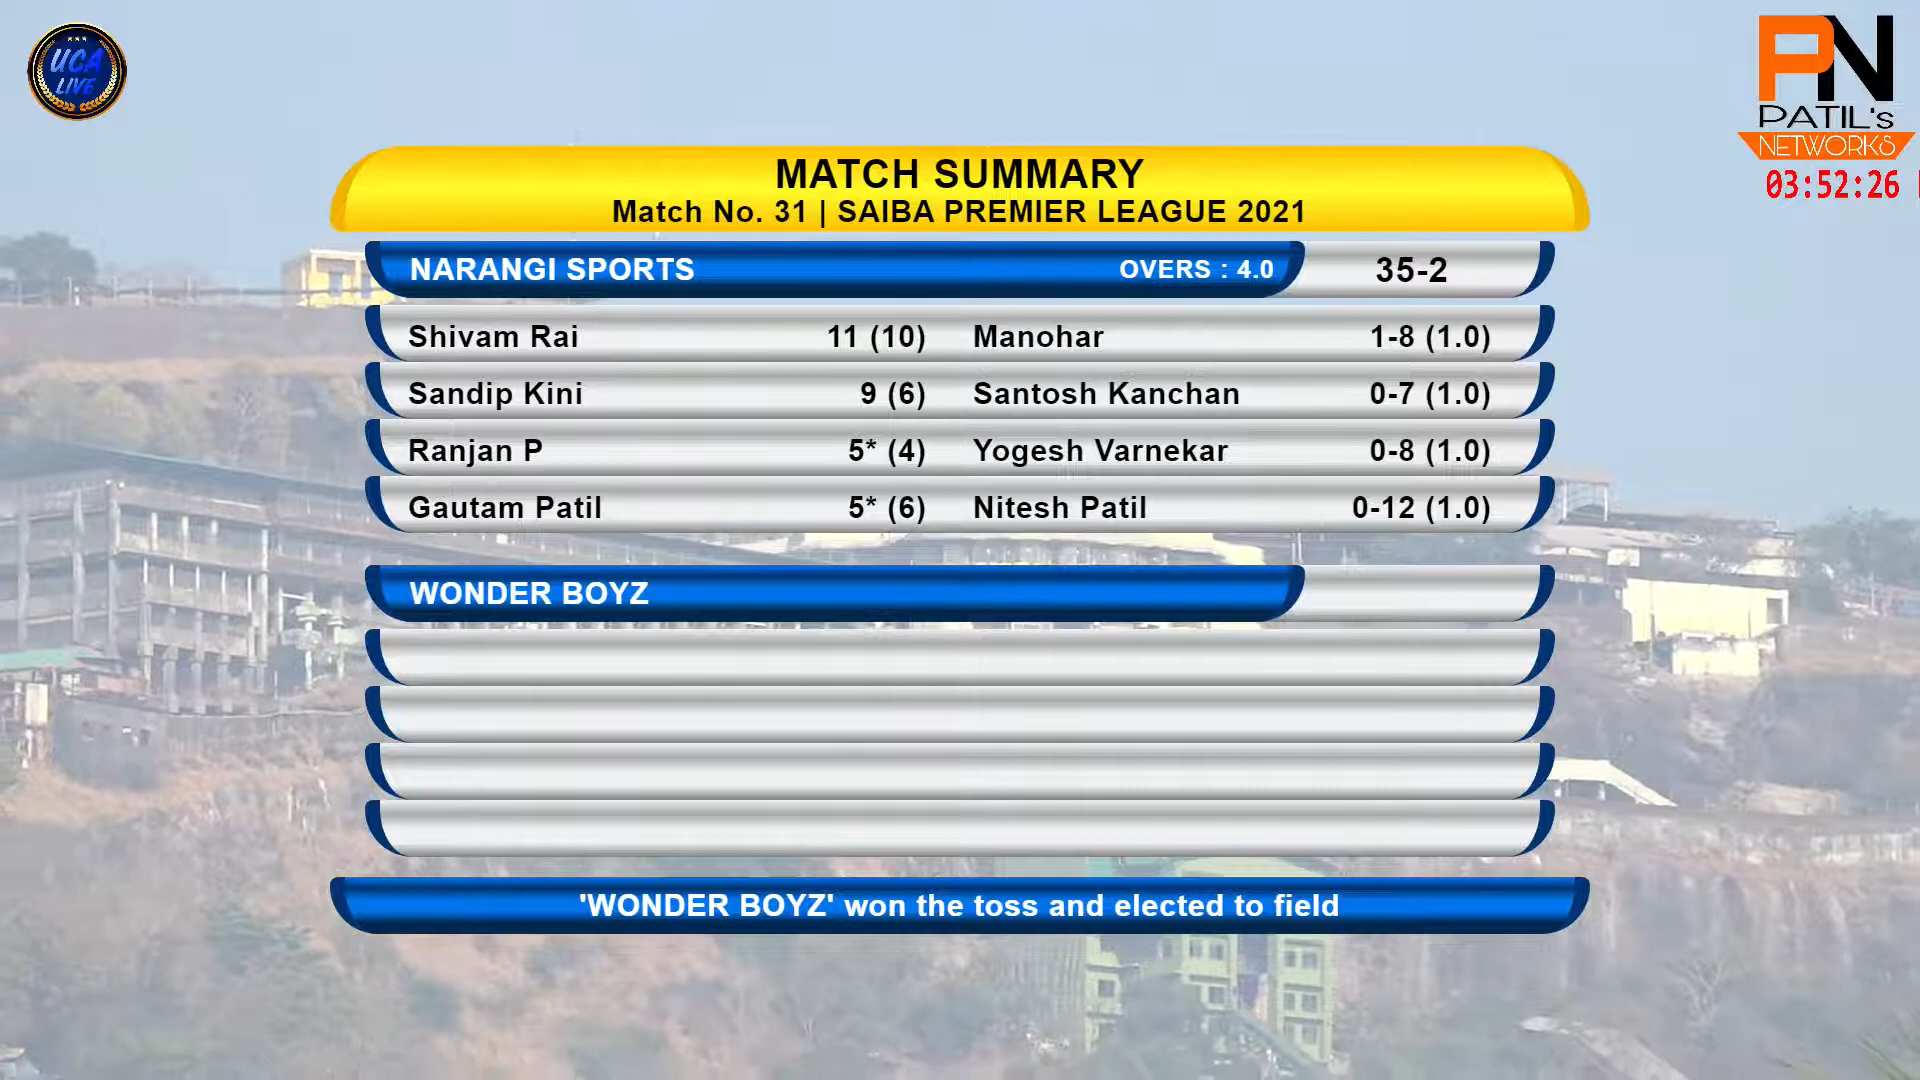 UCA
LIVE
PN
PATIL's
NETWORKS
03:52:26
MATCH SUMMARY
Match No. 31 | SAIBA PREMIER LEAGUE 2021
NARANGI SPORTS OVERS : 4.0 35-2
Shivam Rai 11 (10) Manohar 1-8 (1.0)
Sandip Kini 9 (6) Santosh Kanchan 0-7 (1.0)
Ranjan P 5* (4) Yogesh Varnekar 0-8 (1.0)
Gautam Patil 5* (6) Nitesh Patil 0-12 (1.0)
WONDER BOYZ
'WONDER BOYZ' won the toss and elected to field